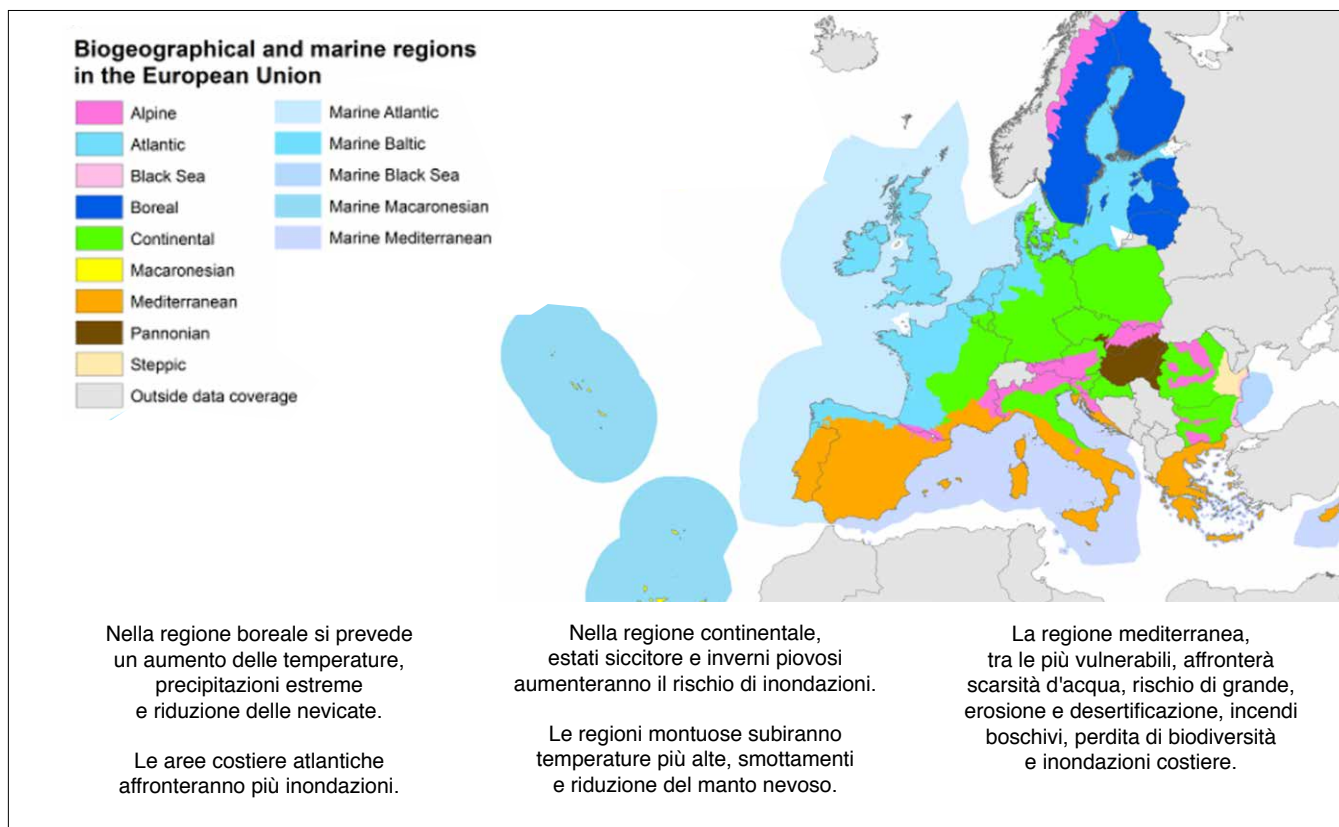 Biogeographical and marine regions
in the European Union
Alpine
Atlantic
Black Sea
Boreal
Continental
Macaronesian
Mediterranean
Pannonian
Steppic
Outside data coverage
Marine Atlantic
Marine Baltic
Marine Black Sea
Marine Macaronesian
Marine Mediterranean
Nella regione boreale si prevede
un aumento delle temperature,
precipitazioni estreme
e riduzione delle nevicate.
Le aree costiere atlantiche
affronteranno più inondazioni.
Nella regione continentale,
estati siccitore e inverni piovosi
aumenteranno il rischio di inondazioni.
Le regioni montuose subiranno
temperature più alte, smottamenti
e riduzione del manto nevoso.
La regione mediterranea,
tra le più vulnerabili, affronterà
scarsità d'acqua, rischio di grande,
erosione e desertificazione, incendi
boschivi, perdita di biodiversità
e inondazioni costiere.